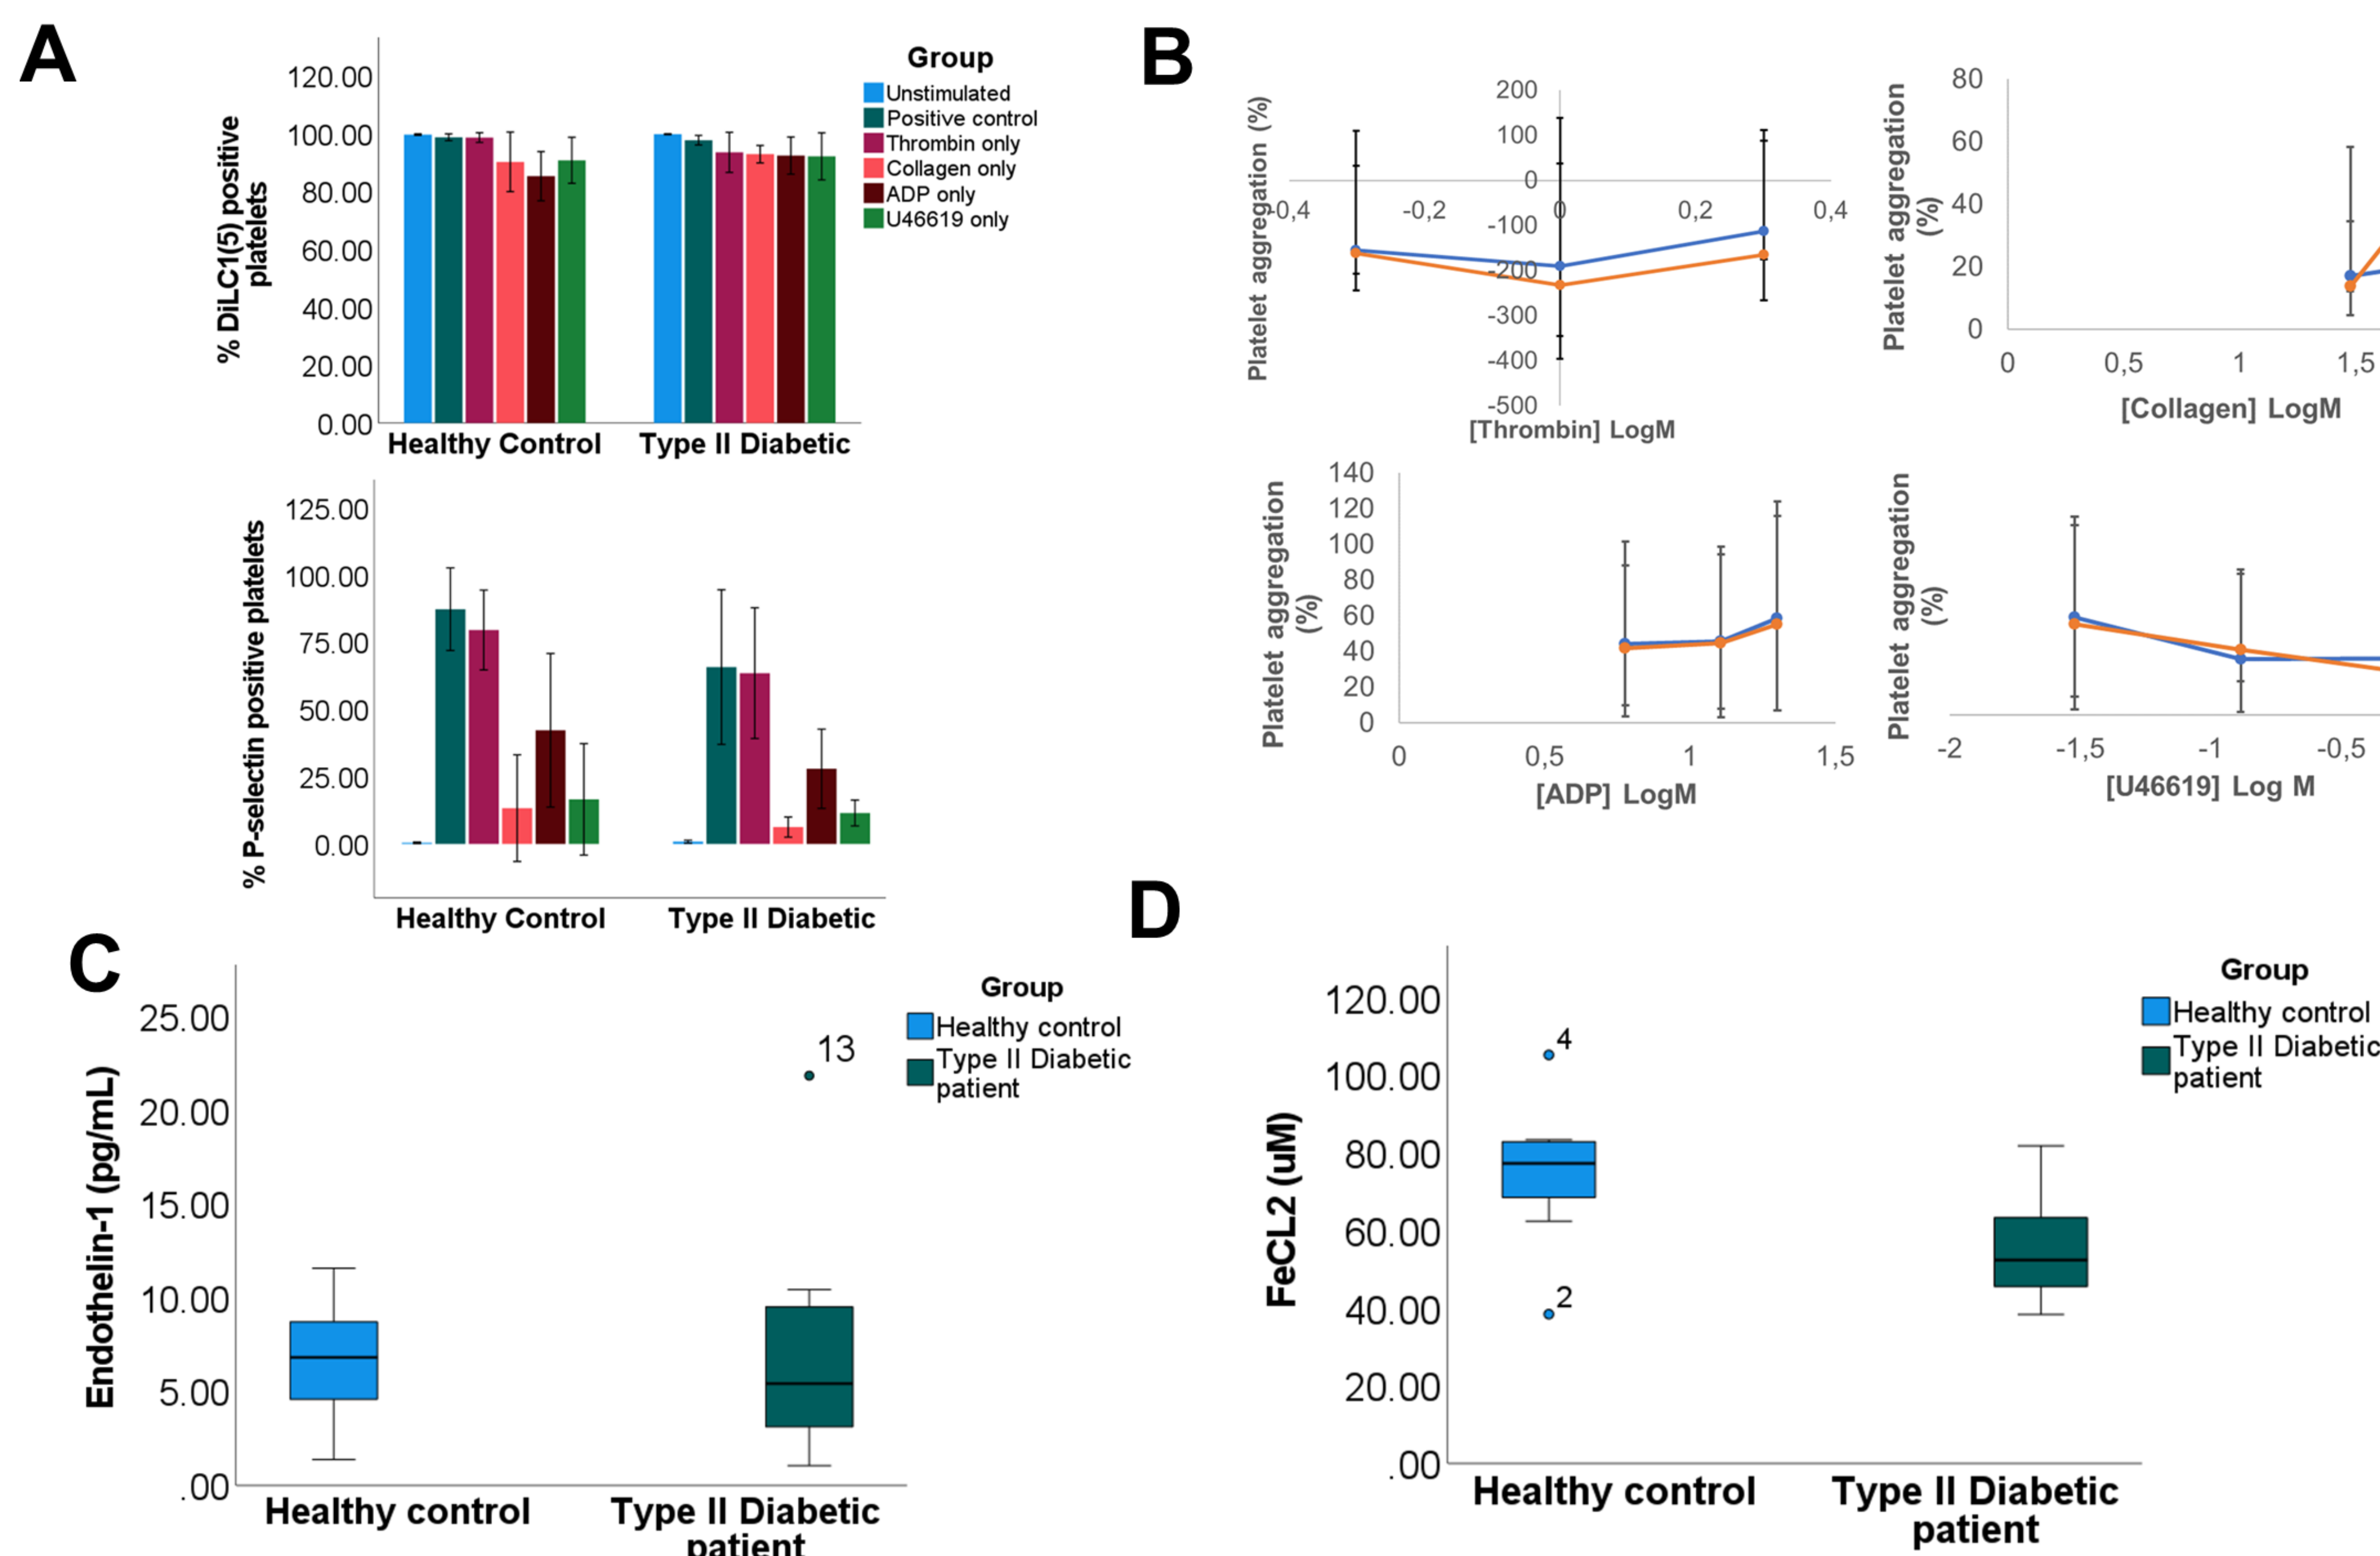 A
% DiLC1(5) positive
platelets
120.00
100.00
80.00
60.00
40.00
20.00
0.00
Healthy Control
Type II Diabetic
Group
Unstimulated
Positive control
Thrombin only
Collagen only
ADP only
U46619 only
% P-selectin positive platelets
125.00
100.00
75.00
50.00
25.00
0.00
Healthy Control
Type II Diabetic
B
Platelet aggregation (%)
200
100
0
-100
-200
-300
-400
-500
-0,4
-0,2
0
0,2
0,4
[Thrombin] LogM
Platelet aggregation
(%)
80
60
40
20
0
0
0,5
1
1,5
[Collagen] LogM
Platelet aggregation
(%)
140
120
100
80
60
40
20
0
0
0,5
1
1,5
[ADP] LogM
Platelet aggregation
(%)
-2
-1,5
-1
-0,5
[U46619] Log M
C
Endothelin-1 (pg/mL)
25.00
20.00
15.00
10.00
5.00
.00
13
Healthy control
Type II Diabetic
patient
Group
Healthy control
Type II Diabetic
patient
D
FeCL2 (uM)
120.00
100.00
80.00
60.00
40.00
20.00
.00
4
2
Healthy control
Type II Diabetic
patient
Group
Healthy control
Type II Diabetic
patient